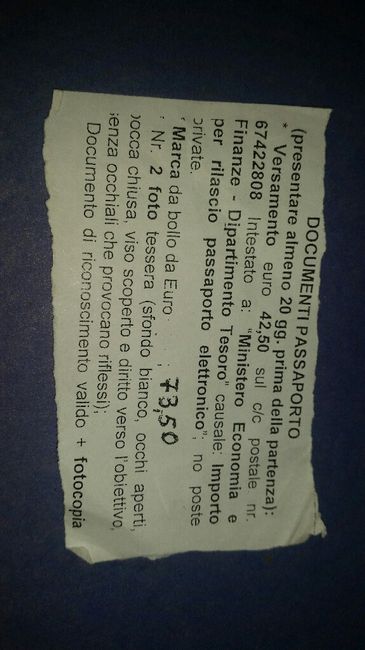 DOCUMENTI PASSAPORTO
(presentare almeno 20 gg. prima della partenza):
* Versamento euro 42,50 sul c/c postale nr.
67422808 Intestato a: "Ministero Economia e
Finanze - Dipartimento Tesoro" causale: Importo
per rilascio passaporto elettronico"; no poste
private.
Marca da bollo da Euro 73,50 ;
Nr. 2 foto tessera (sfondo bianco, occhi aperti,
bocca chiusa, viso scoperto e diritto verso l'obiettivo,
senza occhiali che provocano riflessi);
Documento di riconoscimento valido + fotocopia